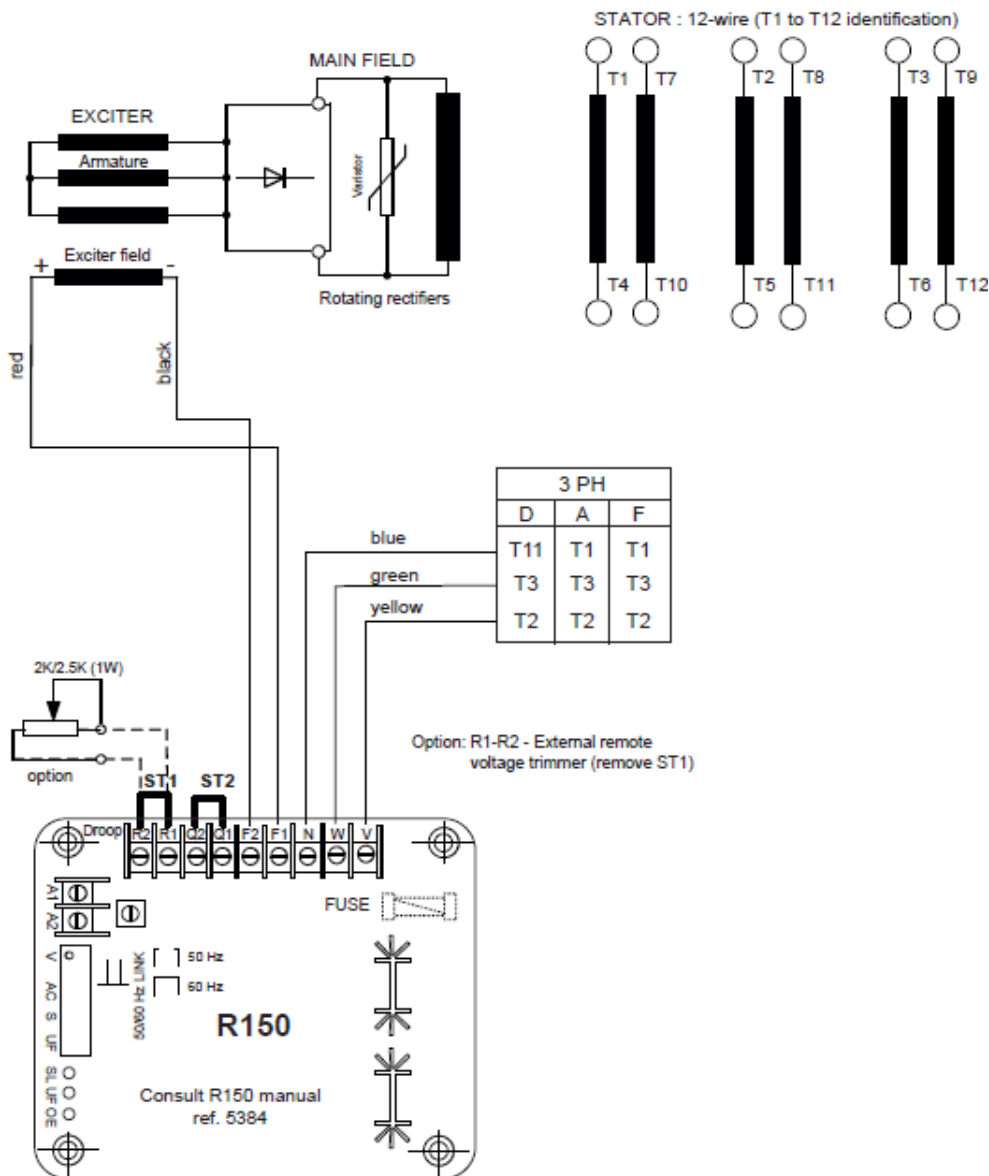 STATOR : 12-wire (T1 to T12 identification)
T1 T7 T2 T8 T3 T9
T4 T10 T5 T11 T6 T12
MAIN FIELD
EXCITER
Armature
Varistor
Exciter field
+ -
Rotating rectifiers
red
black
3 PH
D A F
blue
T11 T1 T1
green
T3 T3 T3
yellow
T2 T2 T2
2K/2.5K (1W)
option
Option: R1-R2 - External remote
voltage trimmer (remove ST1)
ST1 ST2
Droop R2 R1 Q2 Q1 F2 F1 N W V
A1
A2
FUSE
V
AC
S
UF
50/60 Hz LINK
50 Hz
60 Hz
R150
SL
UF
OE
Consult R150 manual
ref. 5384